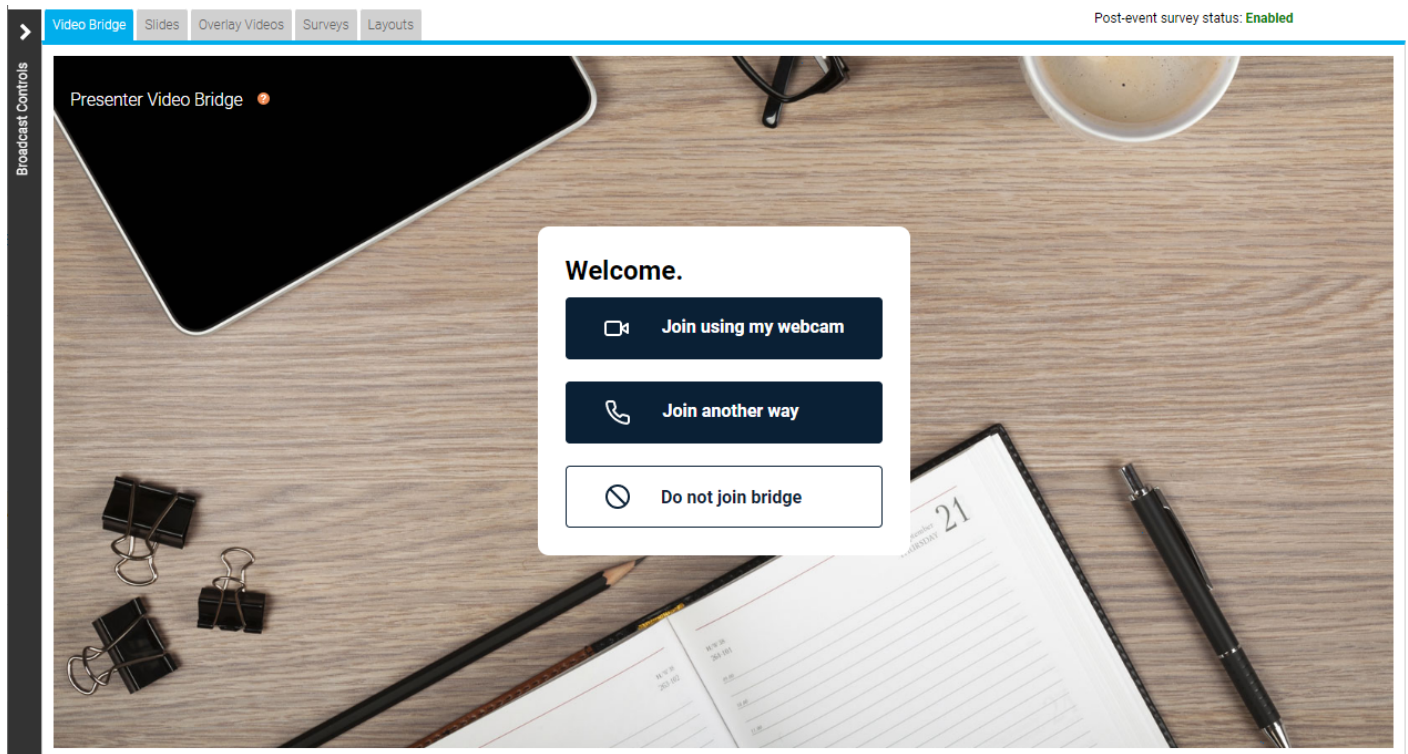 Video Bridge Slides Overlay Videos Surveys Layouts
Post-event survey status: Enabled
Broadcast Controls
Presenter Video Bridge ?
Welcome.
Join using my webcam
Join another way
Do not join bridge
21